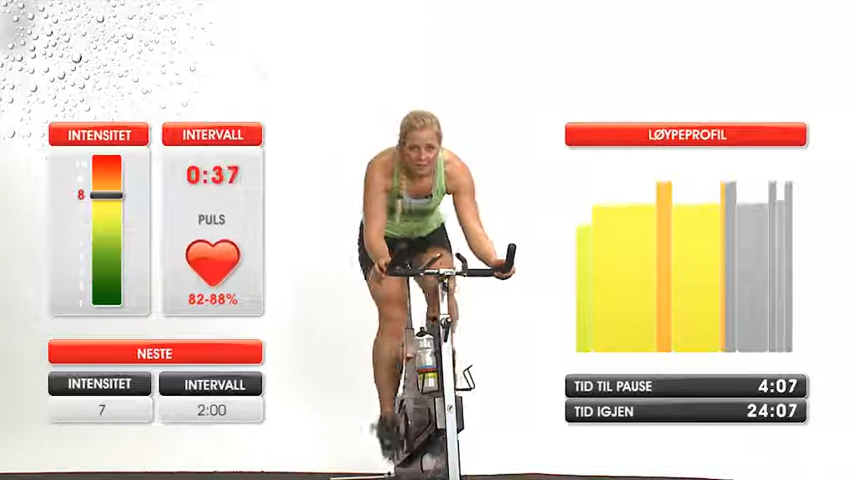 INTENSITET
INTERVALL
LØYPEPROFIL
8
0:37
PULS
82-88%
NESTE
INTENSITET
INTERVALL
7
2:00
TID TIL PAUSE
4:07
TID IGJEN
24:07